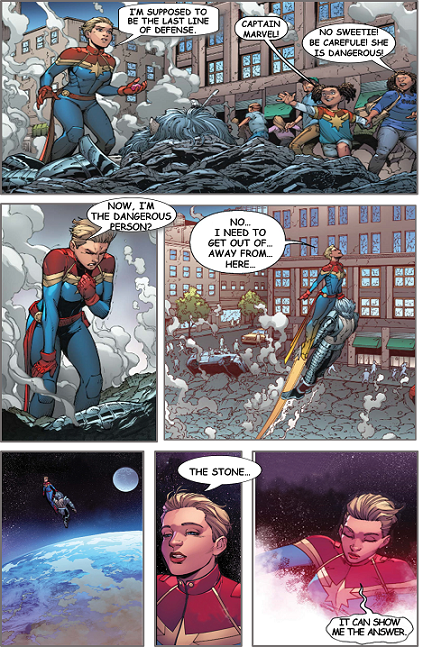 I'M SUPPOSED TO
BE THE LAST LINE
OF DEFENSE.
CAPTAIN
MARVEL!
NO SWEETIE!
BE CAREFUL! SHE
IS DANGEROUS!
NOW, I'M
THE DANGEROUS
PERSON?
NO...
I NEED TO
GET OUT OF...
AWAY FROM...
HERE...
THE STONE...
IT CAN SHOW
ME THE ANSWER.